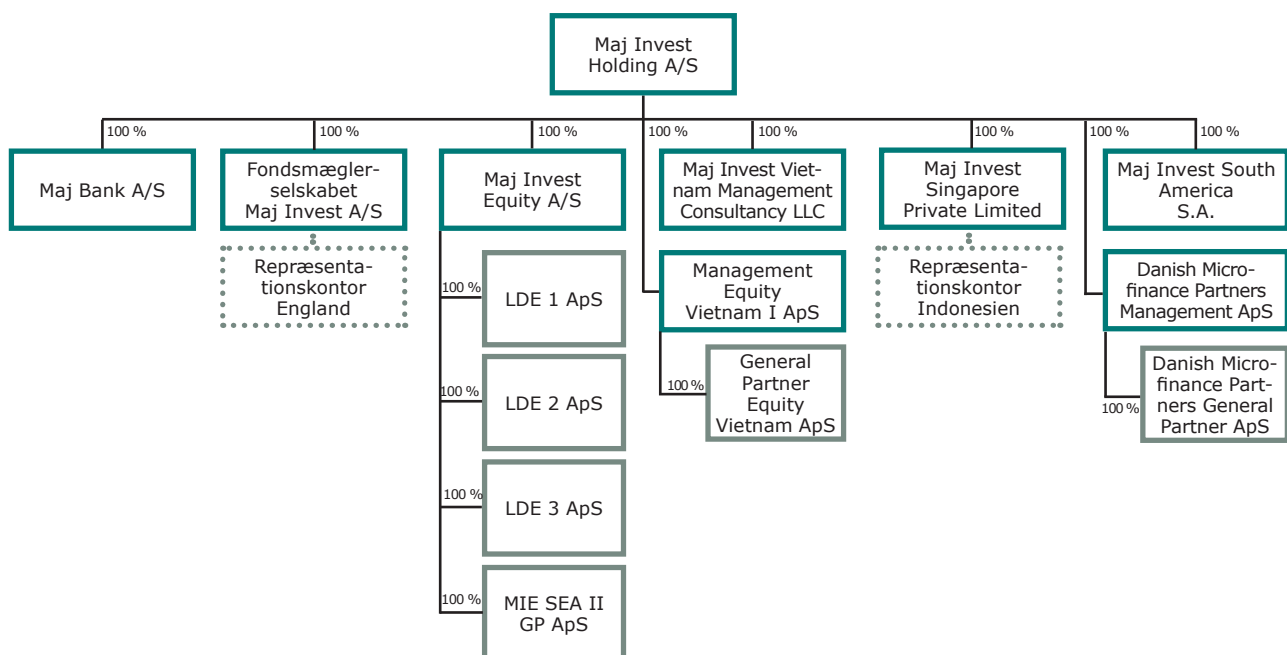 Maj Invest
Holding A/S
100 %
100 %
100 %
100 %
100 %
100 %
100 %
100 %
Maj Bank A/S
Fondsmægler-
selskabet
Maj Invest A/S
Maj Invest
Equity A/S
Maj Invest Viet-
nam Management
Consultancy LLC
Maj Invest
Singapore
Private Limited
Maj Invest South
America
S.A.
Repræsenta-
tionskontor
England
100 %
LDE 1 ApS
Management
Equity
Vietnam I ApS
Repræsenta-
tionskontor
Indonesien
Danish Micro-
finance Partners
Management ApS
100 %
LDE 2 ApS
100 %
General
Partner
Equity
Vietnam ApS
100 %
Danish Micro-
finance Part-
ners General
Partner ApS
100 %
LDE 3 ApS
100 %
MIE SEA II
GP ApS